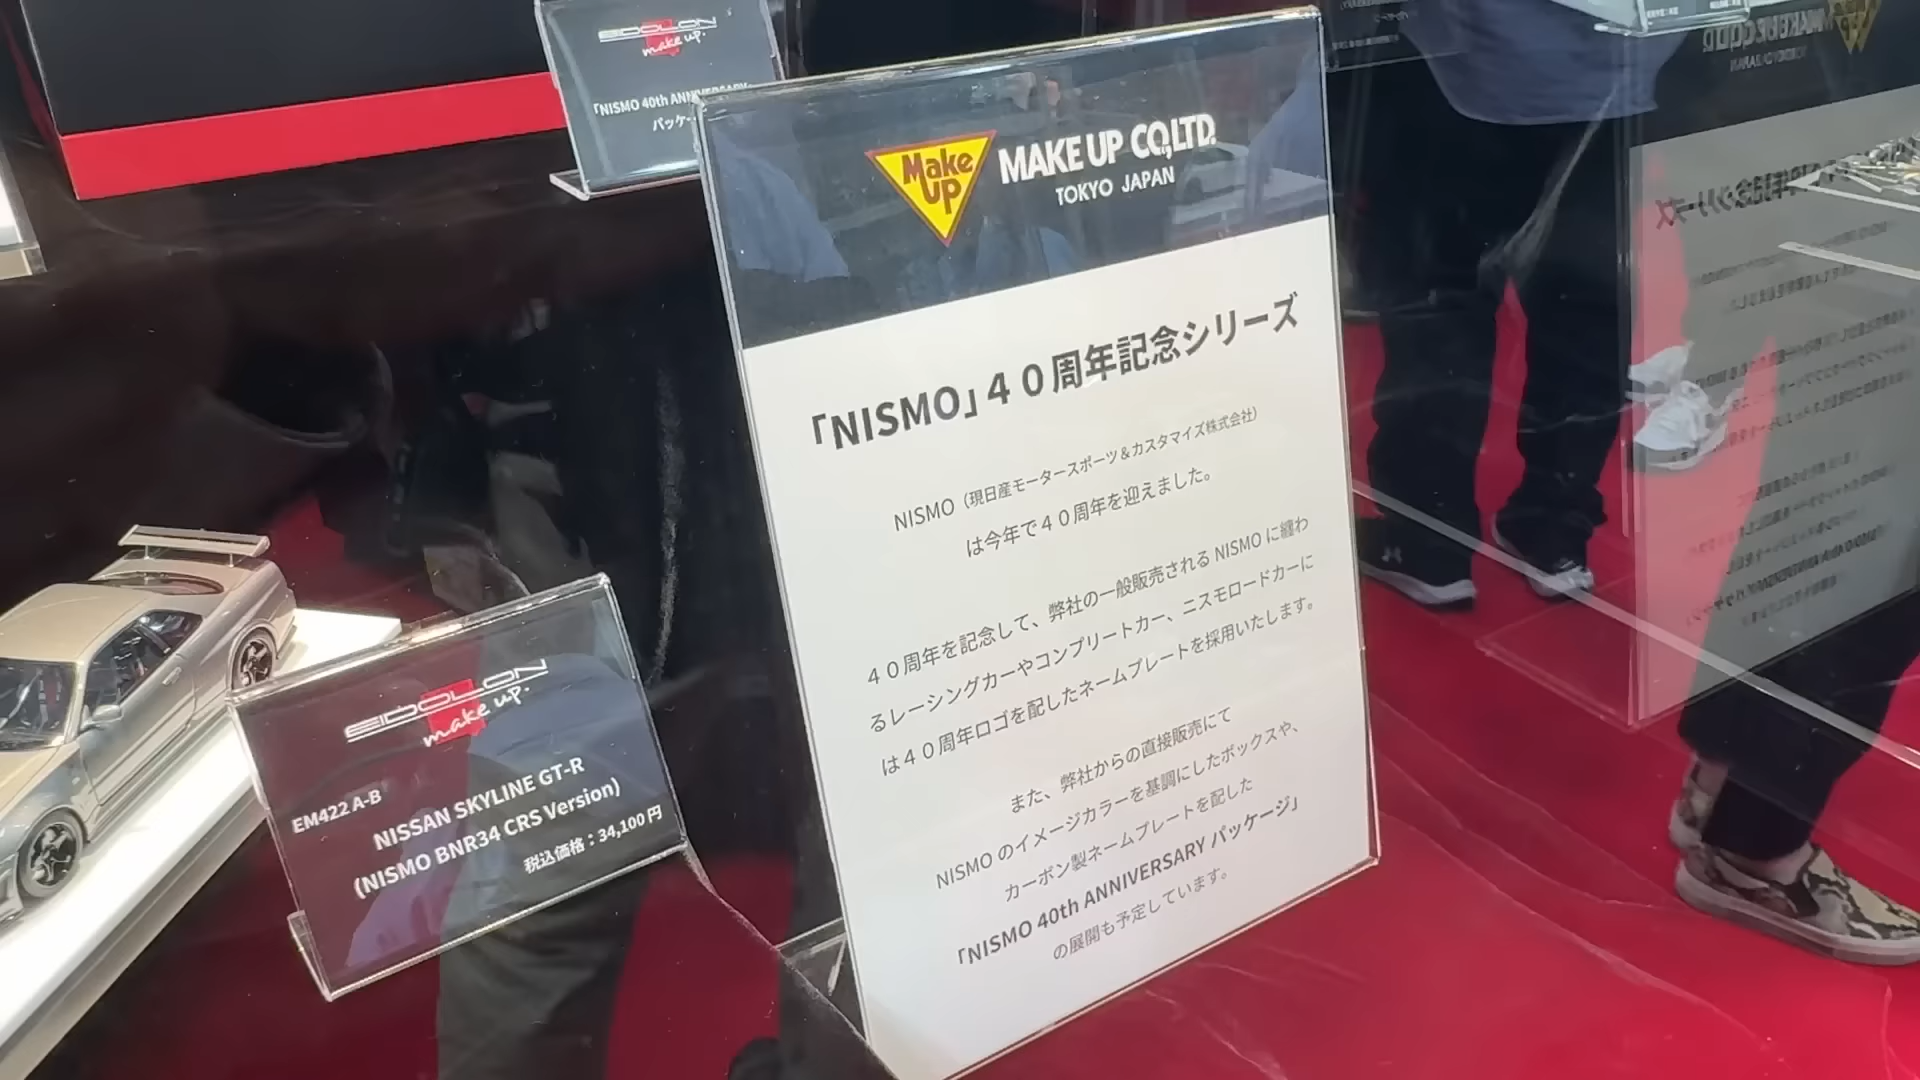 EIDOLON
make up.
「NISMO 40th ANNIVERSARY
パッケー
Make
UP
MAKE UP CO.,LTD.
TOKYO JAPAN
「NISMO」４０周年記念シリーズ
NISMO（現日産モータースポーツ＆カスタマイズ株式会社）
は今年で４０周年を迎えました。
４０周年を記念して、弊社の一般販売される NISMO に纏わ
るレーシングカーやコンプリートカー、ニスモロードカーに
は４０周年ロゴを配したネームプレートを採用いたします。
また、弊社からの直接販売にて
NISMO のイメージカラーを基調にしたボックスや、
カーボン製ネームプレートを配した
「NISMO 40th ANNIVERSARY パッケージ」
の展開も予定しています。
EIDOLON
make up.
EM422 A-B
NISSAN SKYLINE GT-R
(NISMO BNR34 CRS Version)
税込価格：34,100 円